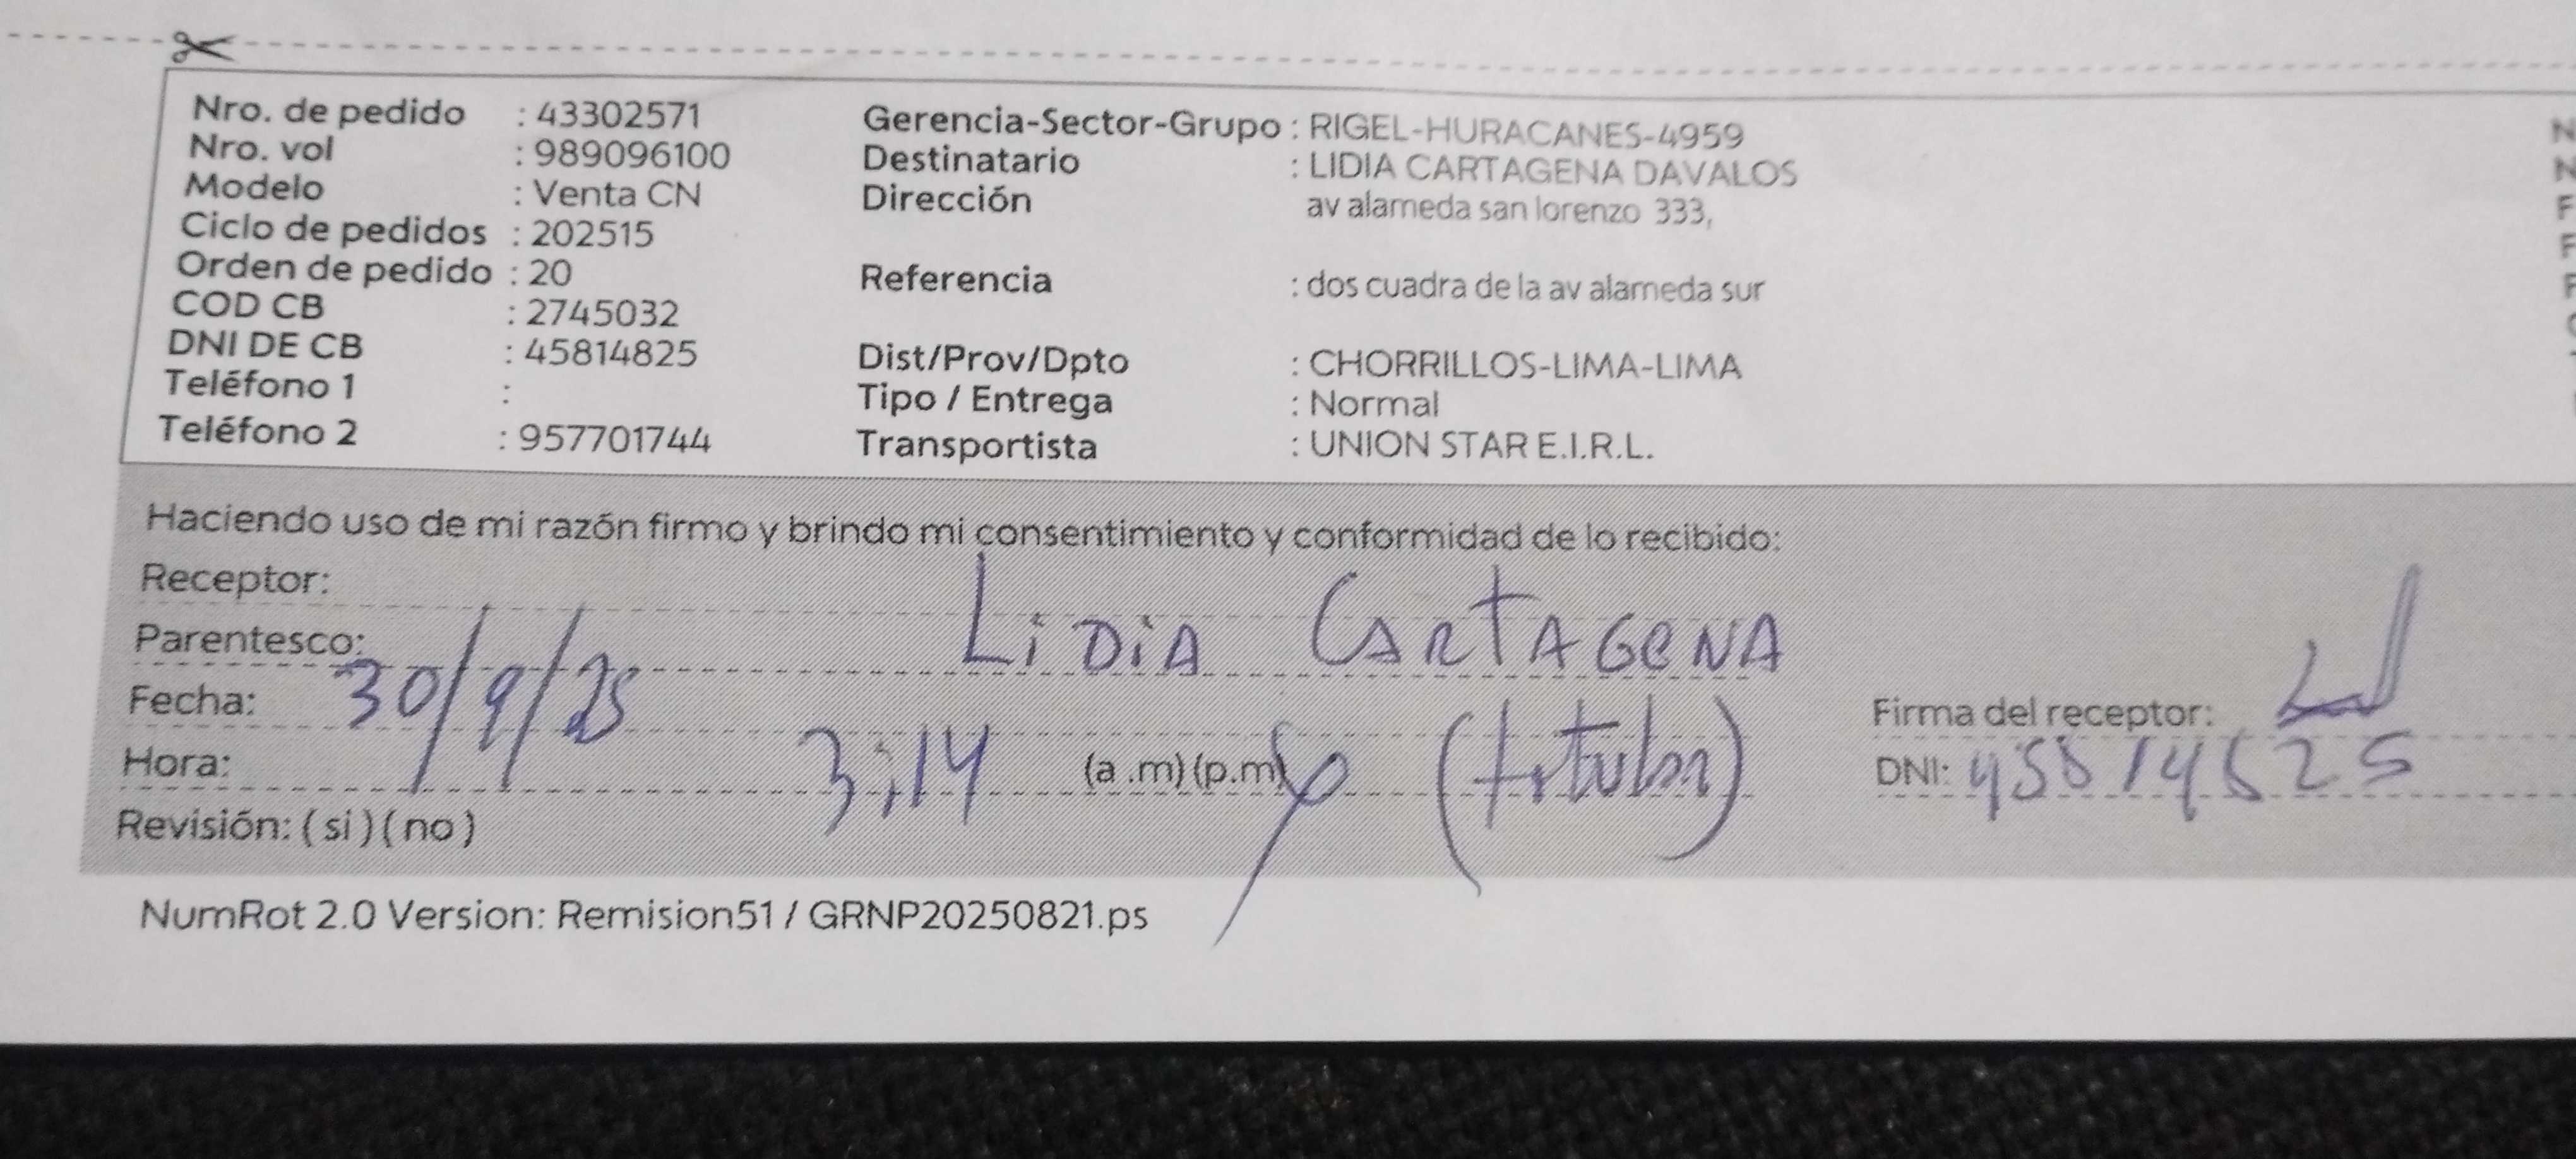 Nro. de pedido : 43302571
Nro. vol : 989096100
Modelo : Venta CN
Ciclo de pedidos : 202515
Orden de pedido : 20
COD CB : 2745032
DNI DE CB : 45814825
Teléfono 1 :
Teléfono 2 : 957701744
Gerencia-Sector-Grupo : RIGEL-HURACANES-4959
Destinatario : LIDIA CARTAGENA DAVALOS
Dirección av alameda san lorenzo 333,
Referencia : dos cuadra de la av alameda sur
Dist/Prov/Dpto : CHORRILLOS-LIMA-LIMA
Tipo / Entrega : Normal
Transportista : UNION STAR E.I.R.L.
Haciendo uso de mi razón firmo y brindo mi consentimiento y conformidad de lo recibido:
Receptor:
Parentesco: LiDiA CARTAGeNA
Fecha: 30/9/25
Hora: 3:14 (a .m) (p.m) (titular)
Revisión: ( si ) ( no )
Firma del receptor:
DNI: 45814825
NumRot 2.0 Version: Remision51 / GRNP20250821.ps